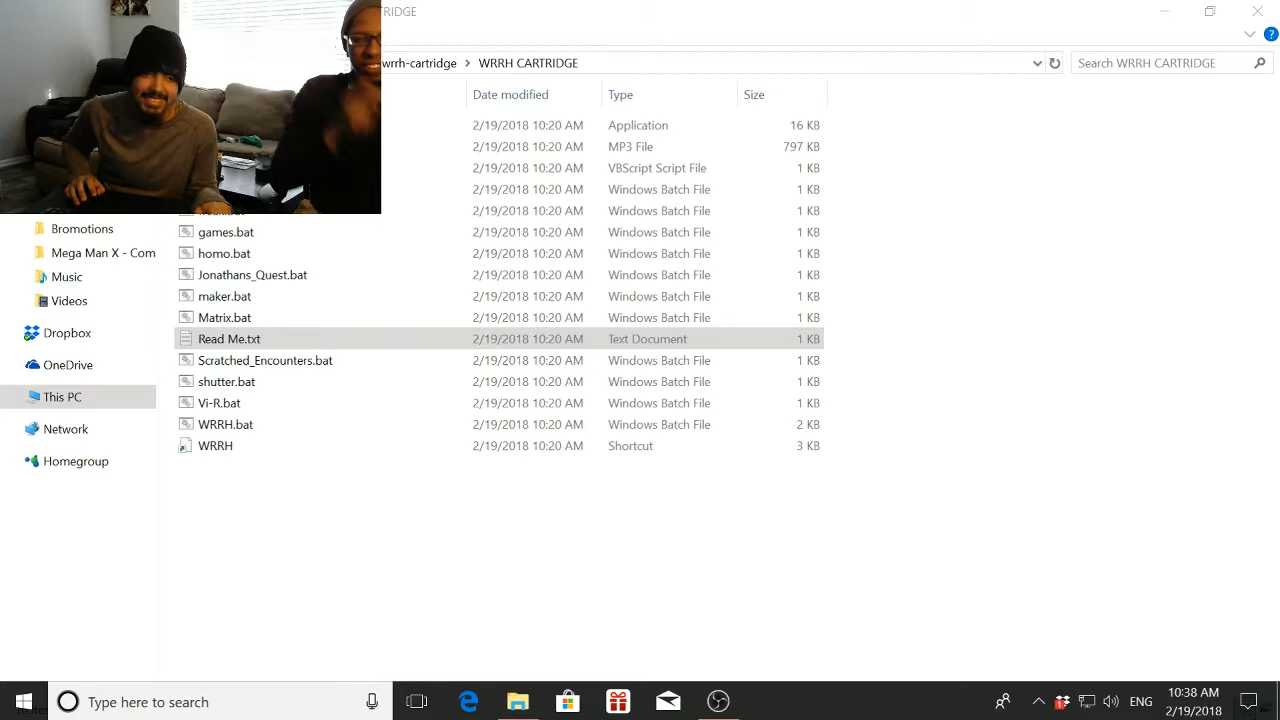 RTRIDGE
wrrh-cartridge > WRRH CARTRIDGE
Search WRRH CARTRIDGE
Date modified Type Size
2/19/2018 10:20 AM Application 16 KB
2/19/2018 10:20 AM MP3 File 797 KB
2/19/2018 10:20 AM VBScript Script File 1 KB
2/19/2018 10:20 AM Windows Batch File 1 KB
2/19/2018 10:20 AM Windows Batch File 1 KB
Bromotions
games.bat 2/19/2018 10:20 AM Windows Batch File 1 KB
Mega Man X - Com
homo.bat 2/19/2018 10:20 AM Windows Batch File 1 KB
Music
Jonathans_Quest.bat 2/19/2018 10:20 AM Windows Batch File 1 KB
Videos
maker.bat 2/19/2018 10:20 AM Windows Batch File 1 KB
Matrix.bat 2/19/2018 10:20 AM Windows Batch File 1 KB
Dropbox
Read Me.txt 2/19/2018 10:20 AM Text Document 1 KB
OneDrive
Scratched_Encounters.bat 2/19/2018 10:20 AM Windows Batch File 1 KB
shutter.bat 2/19/2018 10:20 AM Windows Batch File 1 KB
This PC
Vi-R.bat 2/19/2018 10:20 AM Windows Batch File 1 KB
Network
WRRH.bat 2/19/2018 10:20 AM Windows Batch File 2 KB
WRRH 2/19/2018 10:20 AM Shortcut 3 KB
Homegroup
Type here to search
ENG
10:38 AM
2/19/2018